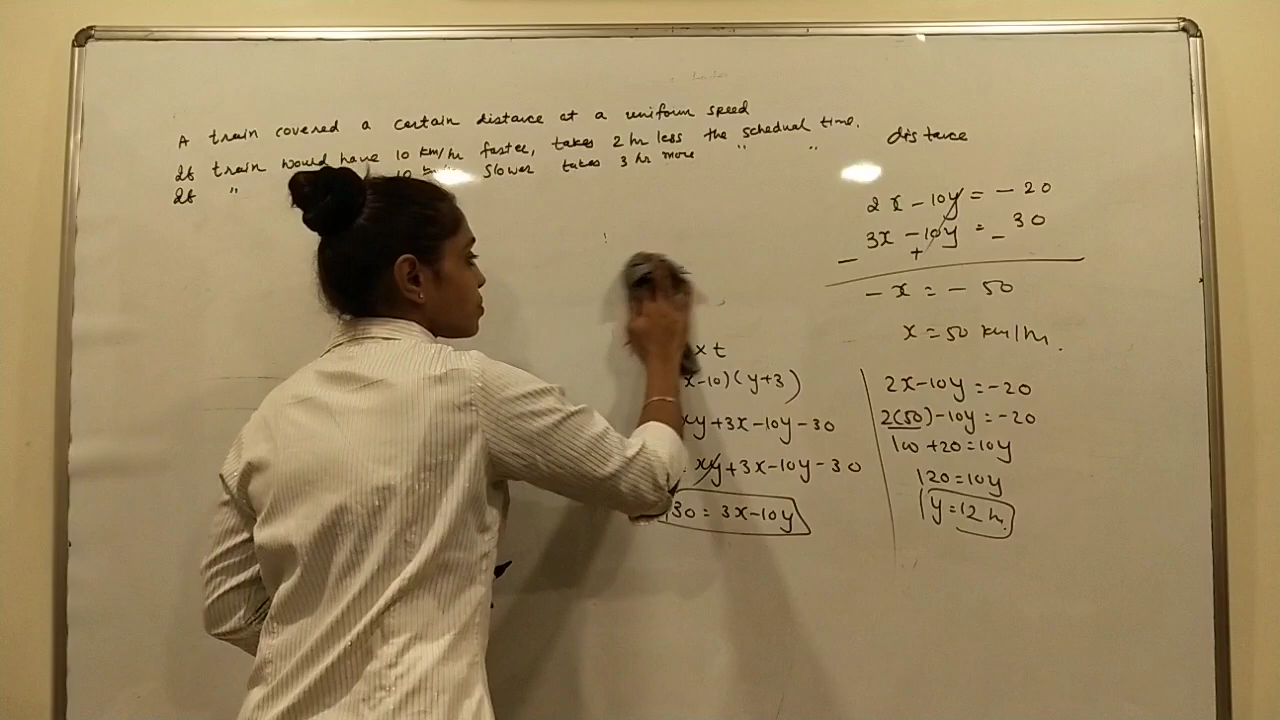 A train covered a certain distance at a uniform speed
If train would have 10 km/hr faster, takes 2 hr less the schedual time.
If " 10 slower takes 3 hr more " "
distance
2x - 10y = - 20
3x - 10y = - 30
- +
- x = - 50
x = 50 km/hr.
x t
x-10)(y+3)
xy+3x-10y-30
xy+3x-10y-30
30 = 3x-10y
2x-10y=-20
2(50)-10y=-20
100+20=10y
120=10y
y=12 hr.